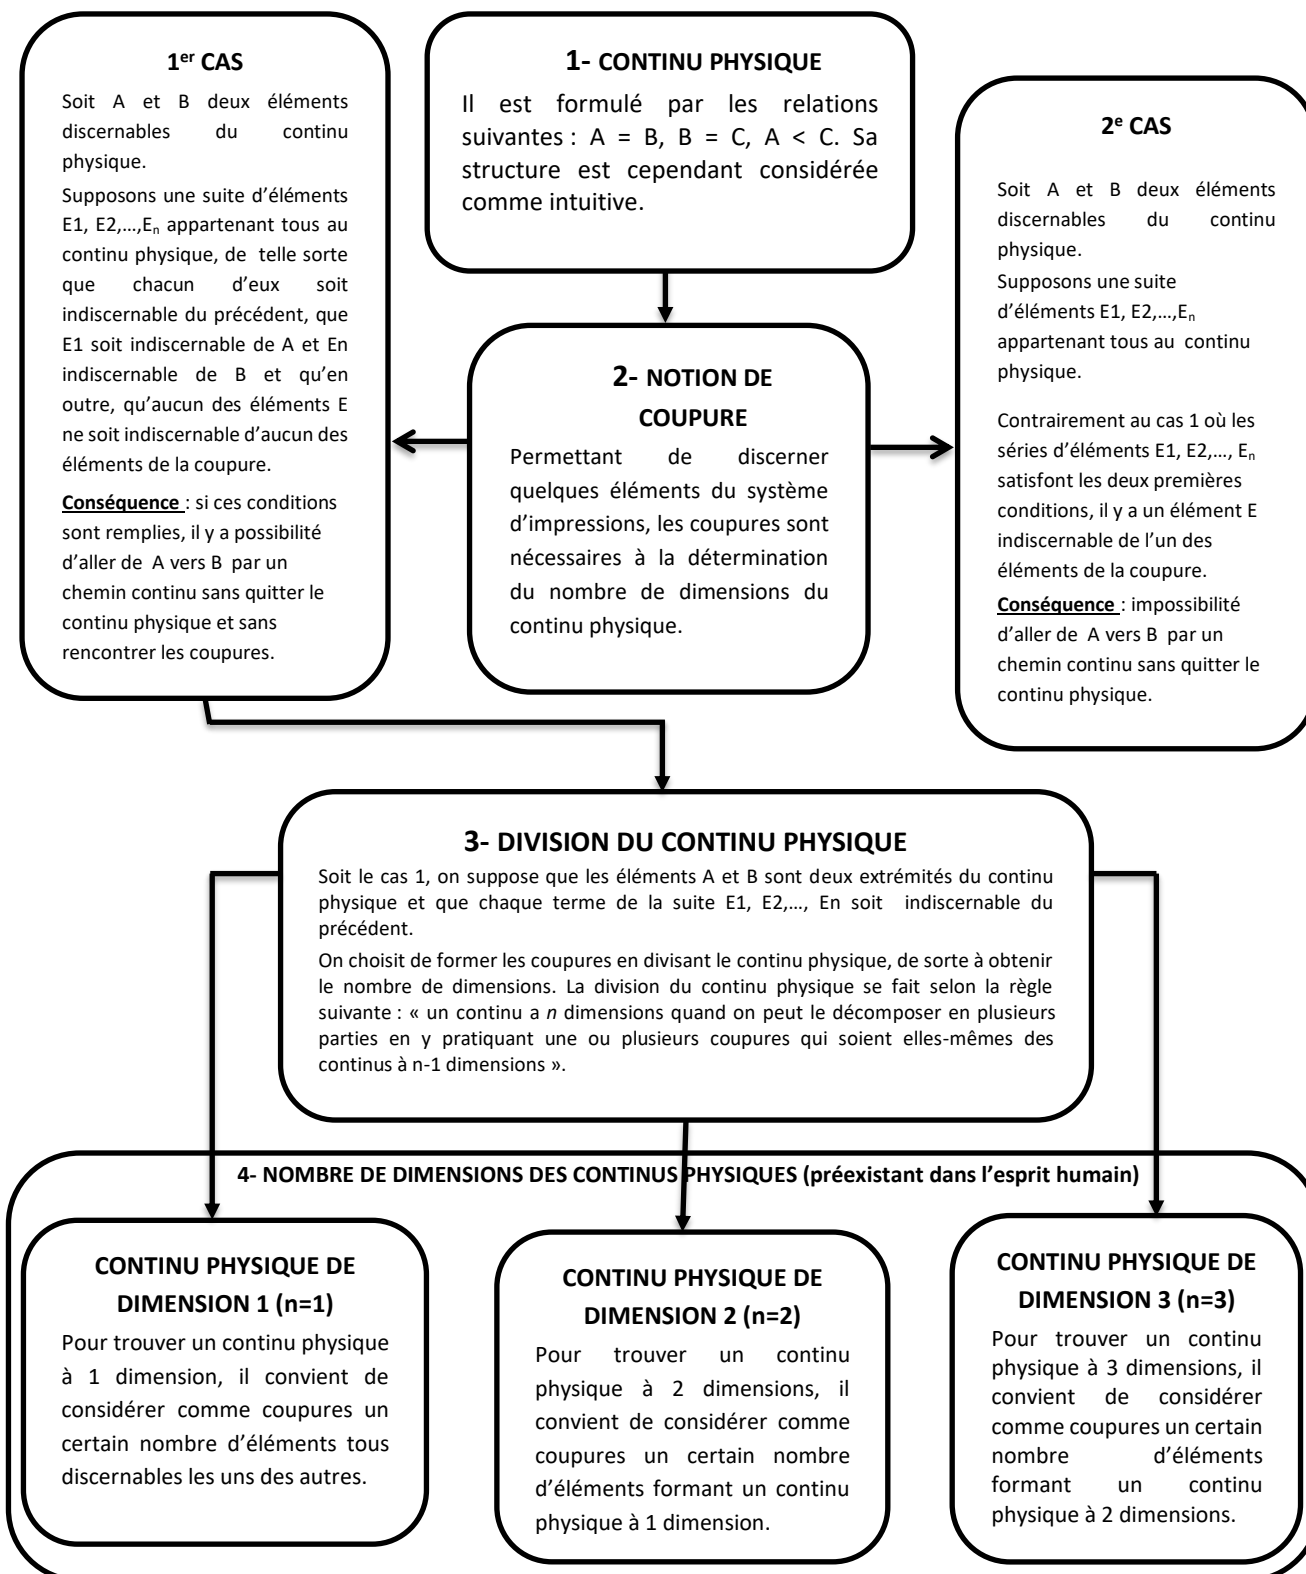 1- CONTINU PHYSIQUE
Il est formulé par les relations
suivantes : A = B, B = C, A < C. Sa
structure est cependant considérée
comme intuitive.
1er CAS
Soit A et B deux éléments
discernables du continu
physique.
Supposons une suite d’éléments
E1, E2,…,En appartenant tous au
continu physique, de telle sorte
que chacun d’eux soit
indiscernable du précédent, que
E1 soit indiscernable de A et En
indiscernable de B et qu’en
outre, qu’aucun des éléments E
ne soit indiscernable d’aucun des
éléments de la coupure.
Conséquence : si ces conditions
sont remplies, il y a possibilité
d’aller de A vers B par un
chemin continu sans quitter le
continu physique et sans
rencontrer les coupures.
2- NOTION DE
COUPURE
Permettant de discerner
quelques éléments du système
d’impressions, les coupures sont
nécessaires à la détermination
du nombre de dimensions du
continu physique.
2e CAS
Soit A et B deux éléments
discernables du continu
physique.
Supposons une suite
d’éléments E1, E2,…,En
appartenant tous au continu
physique.
Contrairement au cas 1 où les
séries d’éléments E1, E2,…, En
satisfont les deux premières
conditions, il y a un élément E
indiscernable de l’un des
éléments de la coupure.
Conséquence : impossibilité
d’aller de A vers B par un
chemin continu sans quitter le
continu physique.
3- DIVISION DU CONTINU PHYSIQUE
Soit le cas 1, on suppose que les éléments A et B sont deux extrémités du continu
physique et que chaque terme de la suite E1, E2,…, En soit indiscernable du
précédent.
On choisit de former les coupures en divisant le continu physique, de sorte à obtenir
le nombre de dimensions. La division du continu physique se fait selon la règle
suivante : « un continu a n dimensions quand on peut le décomposer en plusieurs
parties en y pratiquant une ou plusieurs coupures qui soient elles-mêmes des
continus à n-1 dimensions ».
4- NOMBRE DE DIMENSIONS DES CONTINUS PHYSIQUES (préexistant dans l’esprit humain)
CONTINU PHYSIQUE DE
DIMENSION 1 (n=1)
Pour trouver un continu physique
à 1 dimension, il convient de
considérer comme coupures un
certain nombre d’éléments tous
discernables les uns des autres.
CONTINU PHYSIQUE DE
DIMENSION 2 (n=2)
Pour trouver un continu
physique à 2 dimensions, il
convient de considérer comme
coupures un certain nombre
d’éléments formant un continu
physique à 1 dimension.
CONTINU PHYSIQUE DE
DIMENSION 3 (n=3)
Pour trouver un continu
physique à 3 dimensions, il
convient de considérer
comme coupures un certain
nombre d’éléments
formant un continu
physique à 2 dimensions.